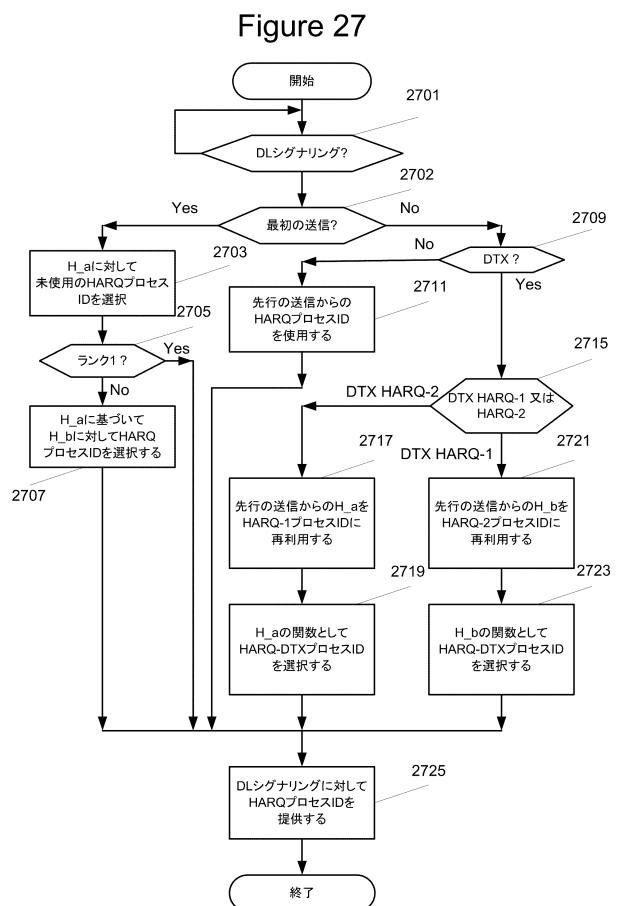 Figure 27
開始
2701
DLシグナリング?
2702
Yes
最初の送信?
No
2709
No
DTX ?
Yes
H_aに対して
未使用のHARQプロセス
IDを選択
2703
先行の送信からの
HARQプロセスID
を使用する
2711
2705
ランク1 ?
Yes
No
2715
DTX HARQ-2
DTX HARQ-1 又は
HARQ-2
H_aに基づいて
H_bに対してHARQ
プロセスIDを選択する
2707
2717
DTX HARQ-1
2721
先行の送信からのH_aを
HARQ-1プロセスIDに
再利用する
先行の送信からのH_bを
HARQ-2プロセスIDに
再利用する
2719
2723
H_aの関数として
HARQ-DTXプロセスID
を選択する
H_bの関数として
HARQ-DTXプロセスID
を選択する
2725
DLシグナリングに対して
HARQプロセスIDを
提供する
終了